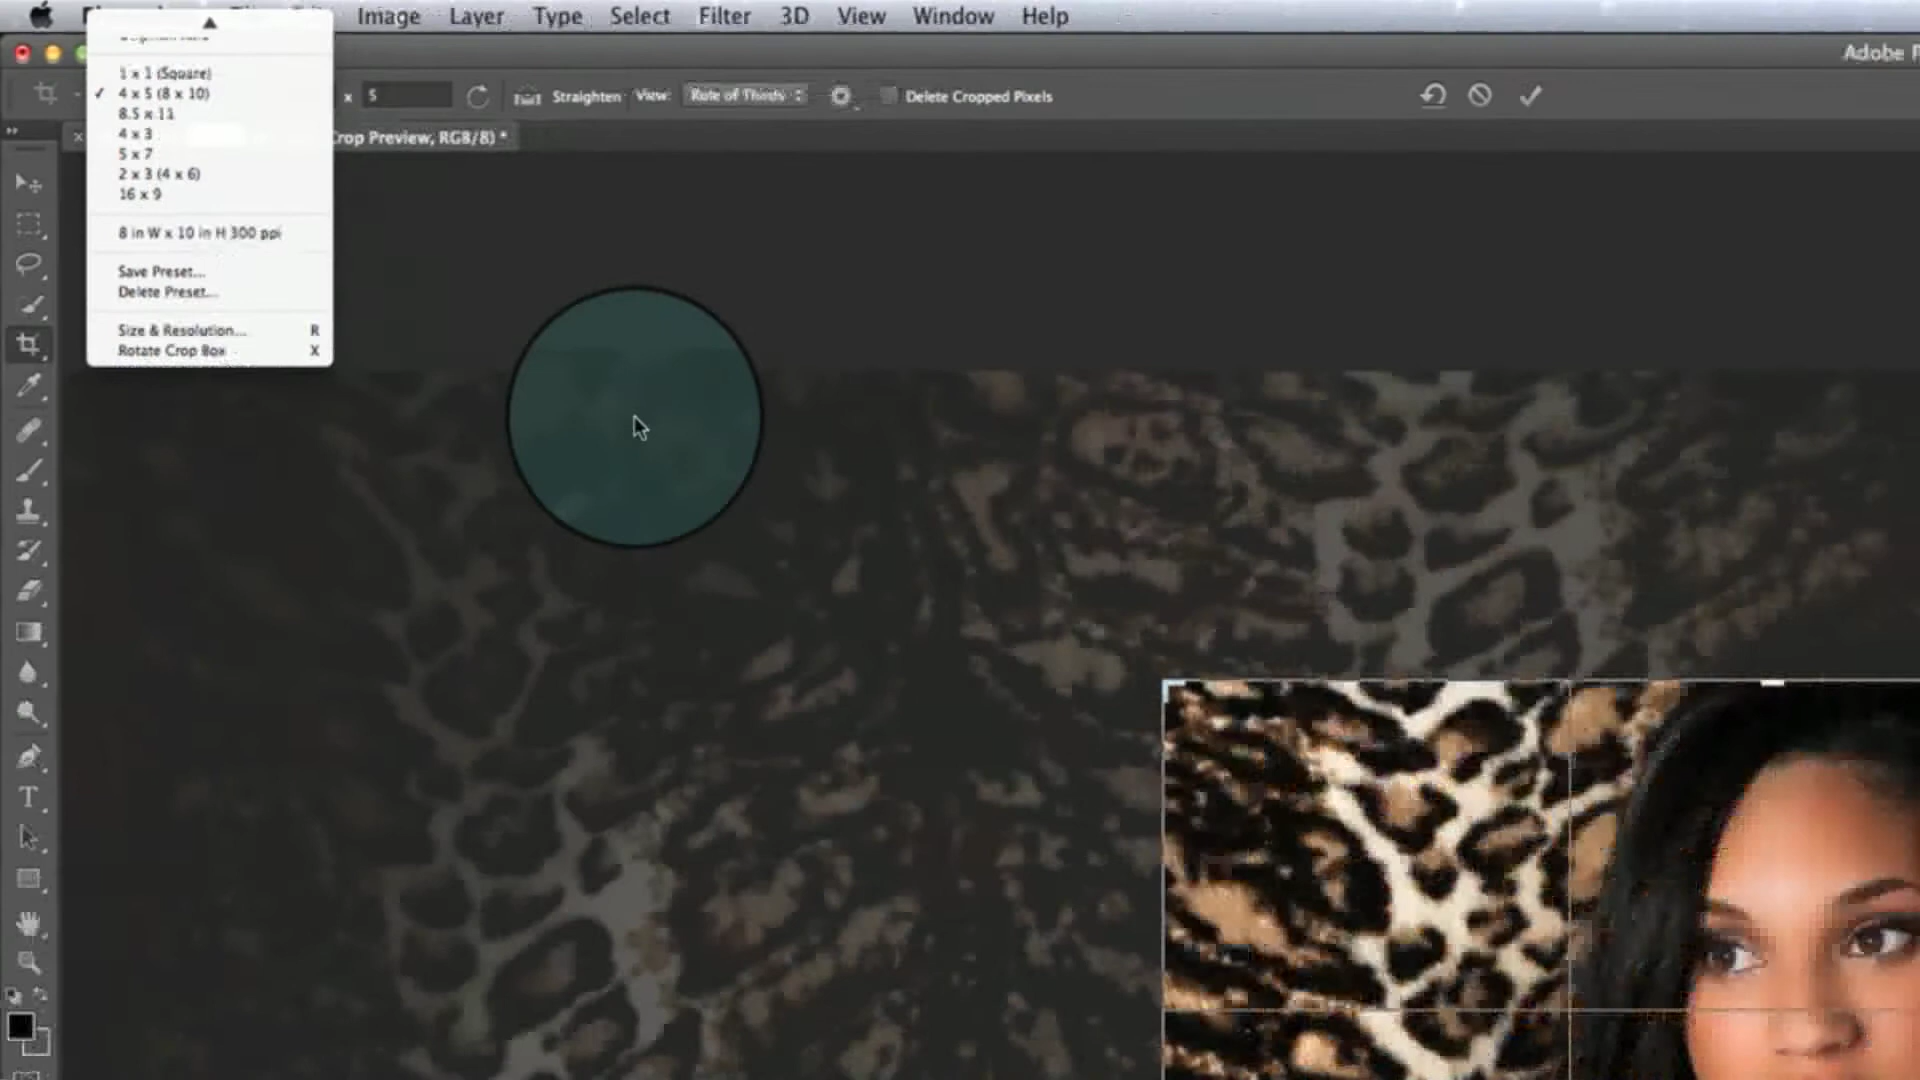 Image Layer Type Select Filter 3D View Window Help
Adobe
1 x 1 (Square)
✓ 4 x 5 (8 x 10)
8.5 x 11
4 x 3
5 x 7
2 x 3 (4 x 6)
16 x 9
8 in W x 10 in H 300 ppi
Save Preset...
Delete Preset...
Size & Resolution... R
Rotate Crop Box X
x 5 Straighten View: Rule of Thirds Delete Cropped Pixels
Crop Preview, RGB/8) *